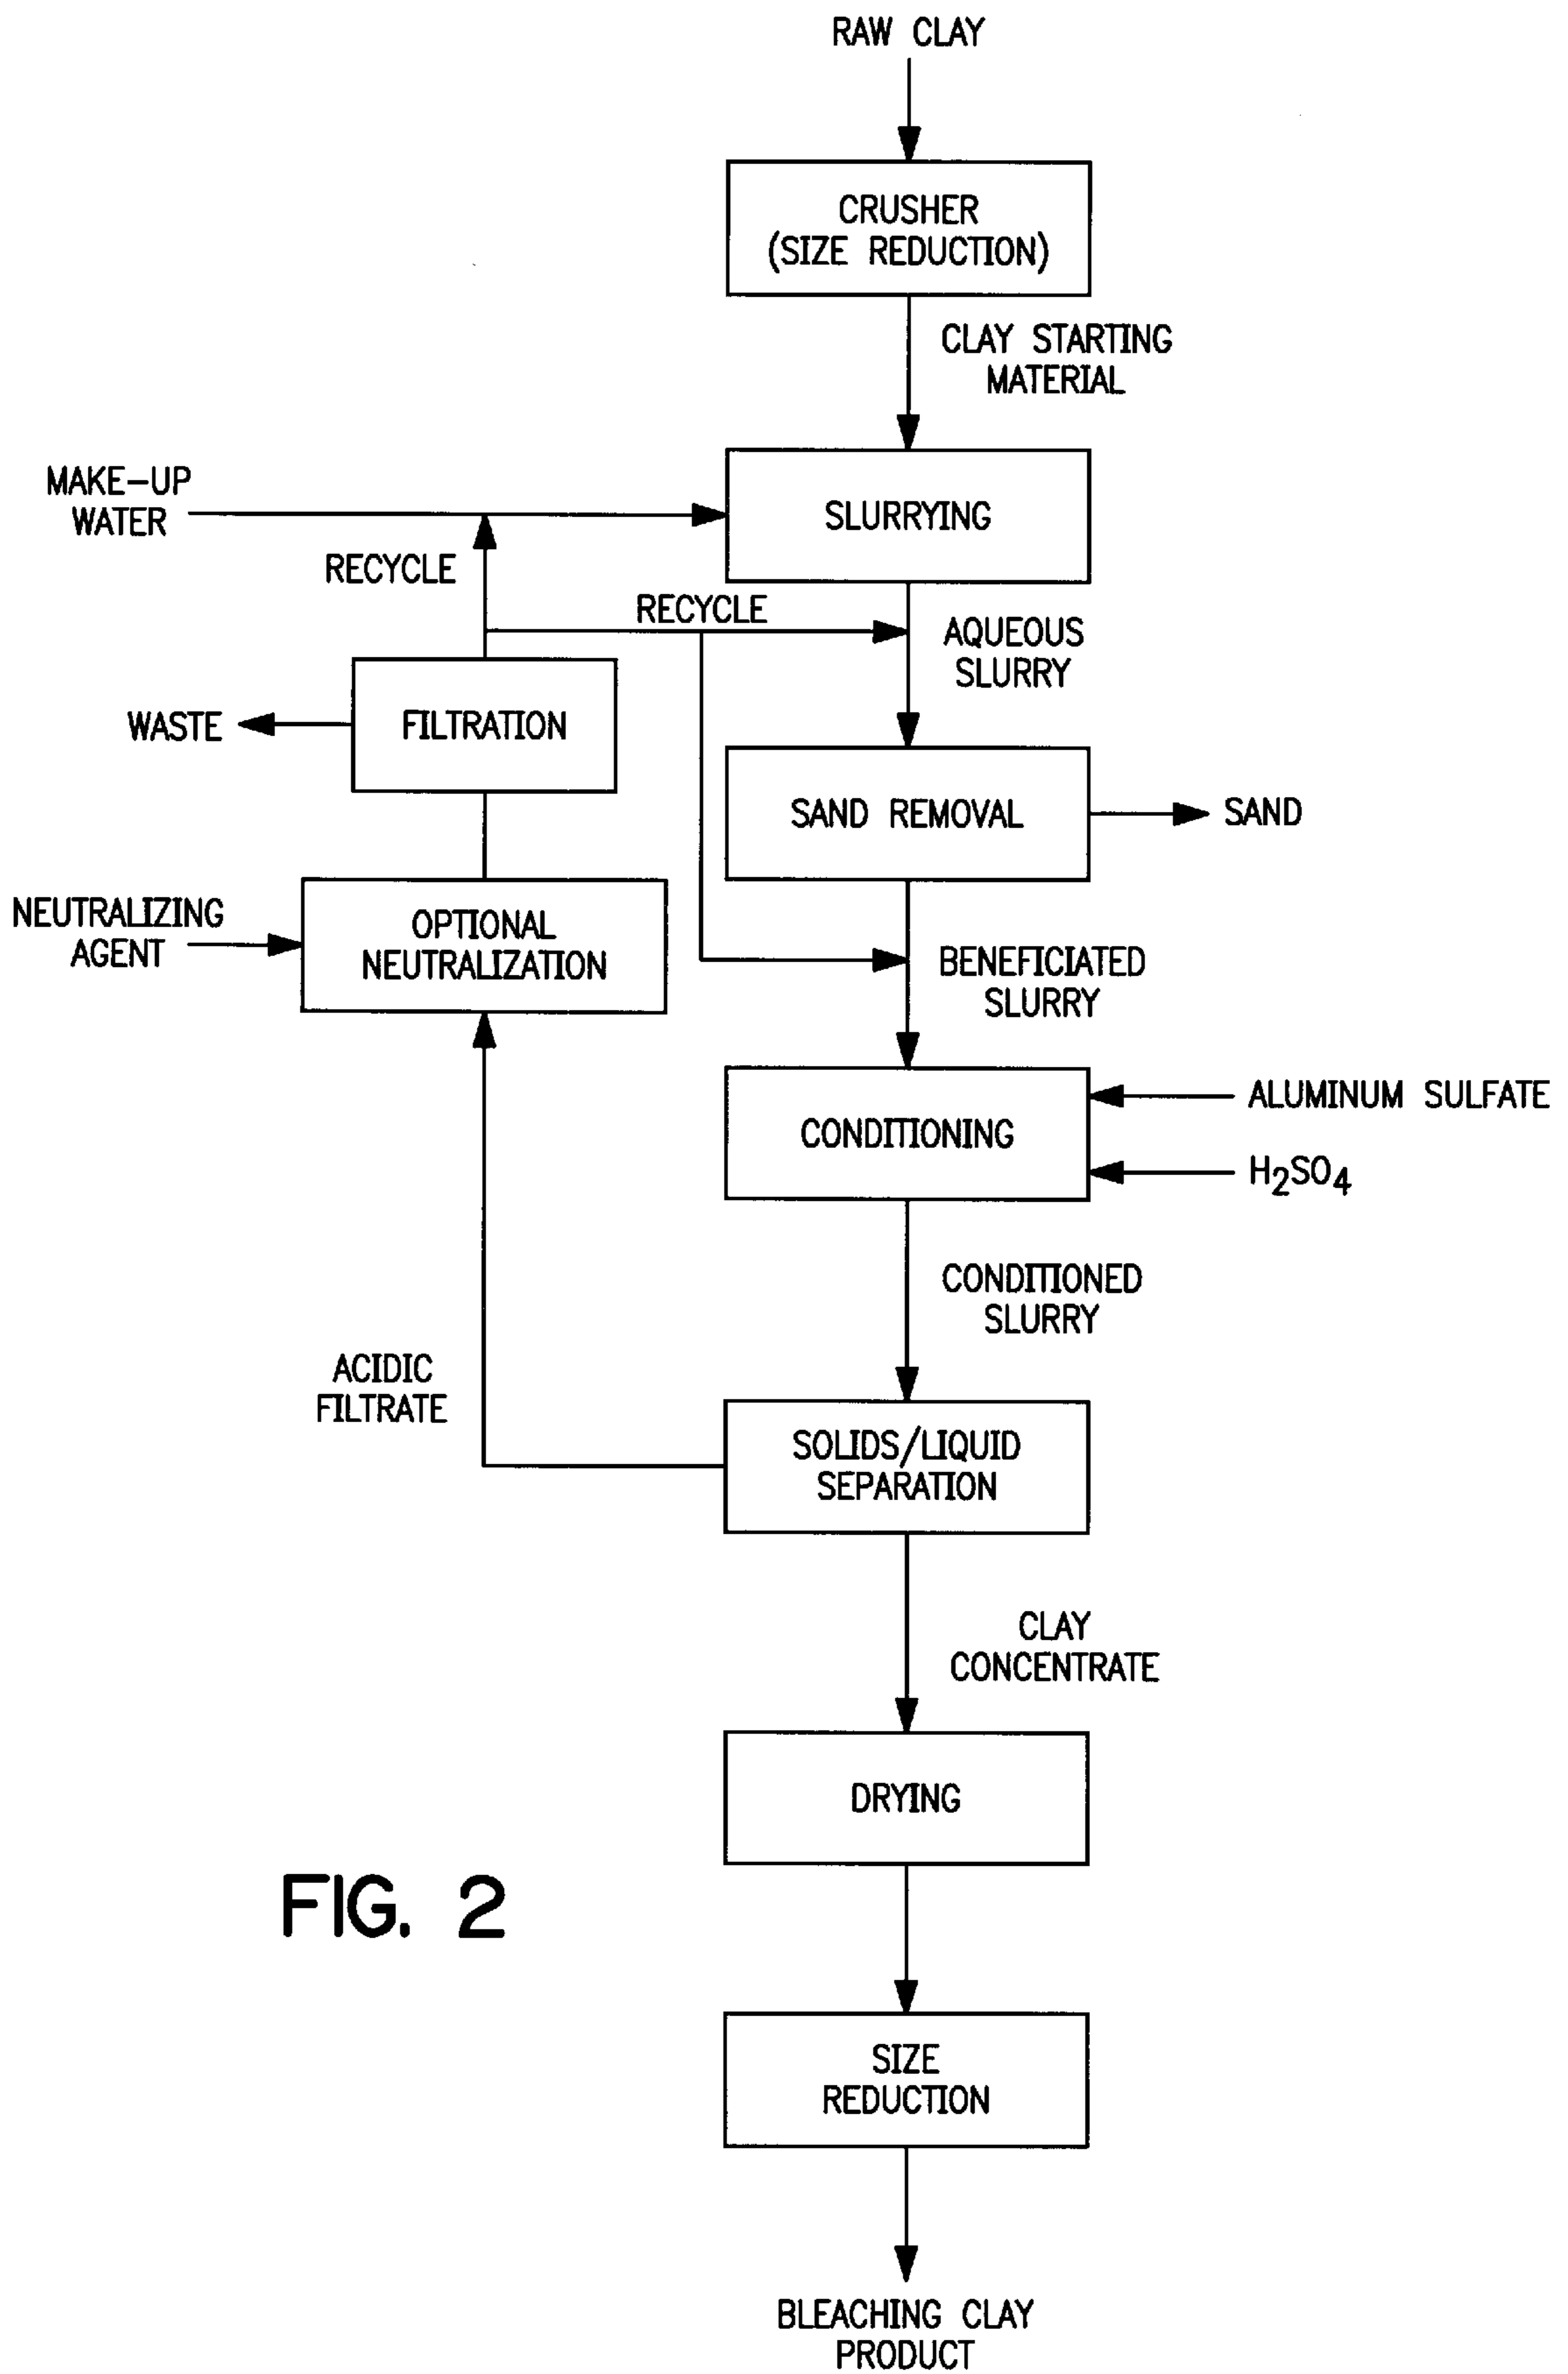 RAW CLAY
CRUSHER
(SIZE REDUCTION)
CLAY STARTING
MATERIAL
MAKE-UP
WATER
SLURRYING
RECYCLE
RECYCLE
AQUEOUS
SLURRY
WASTE
FILTRATION
SAND REMOVAL
SAND
NEUTRALIZING
AGENT
OPTIONAL
NEUTRALIZATION
BENEFICIATED
SLURRY
CONDITIONING
ALUMINUM SULFATE
H₂SO₄
CONDITIONED
SLURRY
ACIDIC
FILTRATE
SOLIDS/LIQUID
SEPARATION
CLAY
CONCENTRATE
DRYING
FIG. 2
SIZE
REDUCTION
BLEACHING CLAY
PRODUCT